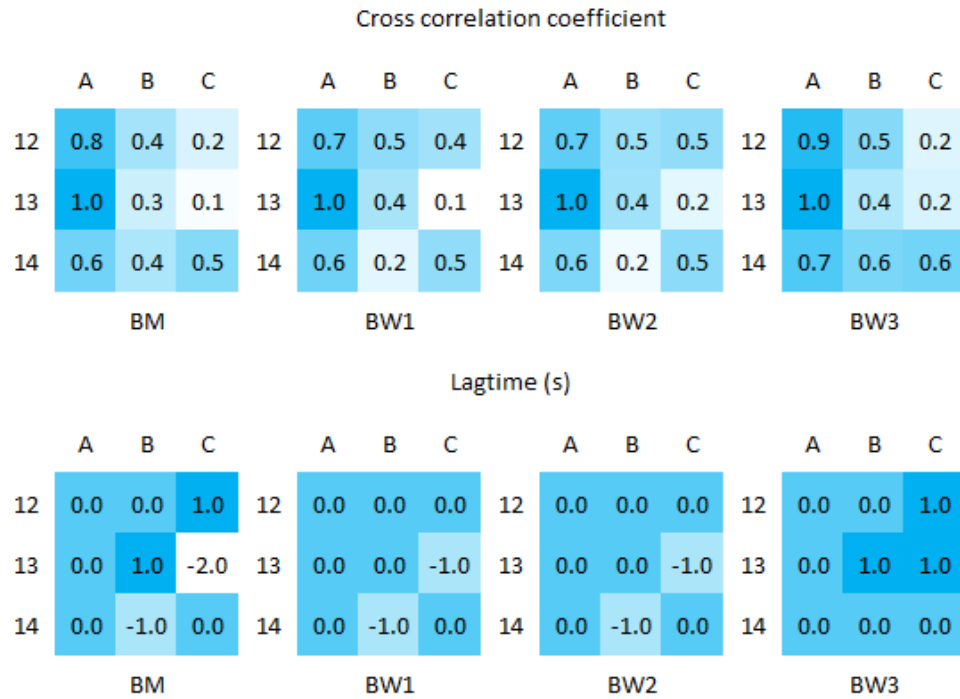 Cross correlation coefficient
A B C A B C A B C A B C
12 0.8 0.4 0.2 12 0.7 0.5 0.4 12 0.7 0.5 0.5 12 0.9 0.5 0.2
13 1.0 0.3 0.1 13 1.0 0.4 0.1 13 1.0 0.4 0.2 13 1.0 0.4 0.2
14 0.6 0.4 0.5 14 0.6 0.2 0.5 14 0.6 0.2 0.5 14 0.7 0.6 0.6
BM BW1 BW2 BW3
Lagtime (s)
A B C A B C A B C A B C
12 0.0 0.0 1.0 12 0.0 0.0 0.0 12 0.0 0.0 0.0 12 0.0 0.0 1.0
13 0.0 1.0 -2.0 13 0.0 0.0 -1.0 13 0.0 0.0 -1.0 13 0.0 1.0 1.0
14 0.0 -1.0 0.0 14 0.0 -1.0 0.0 14 0.0 -1.0 0.0 14 0.0 0.0 0.0
BM BW1 BW2 BW3